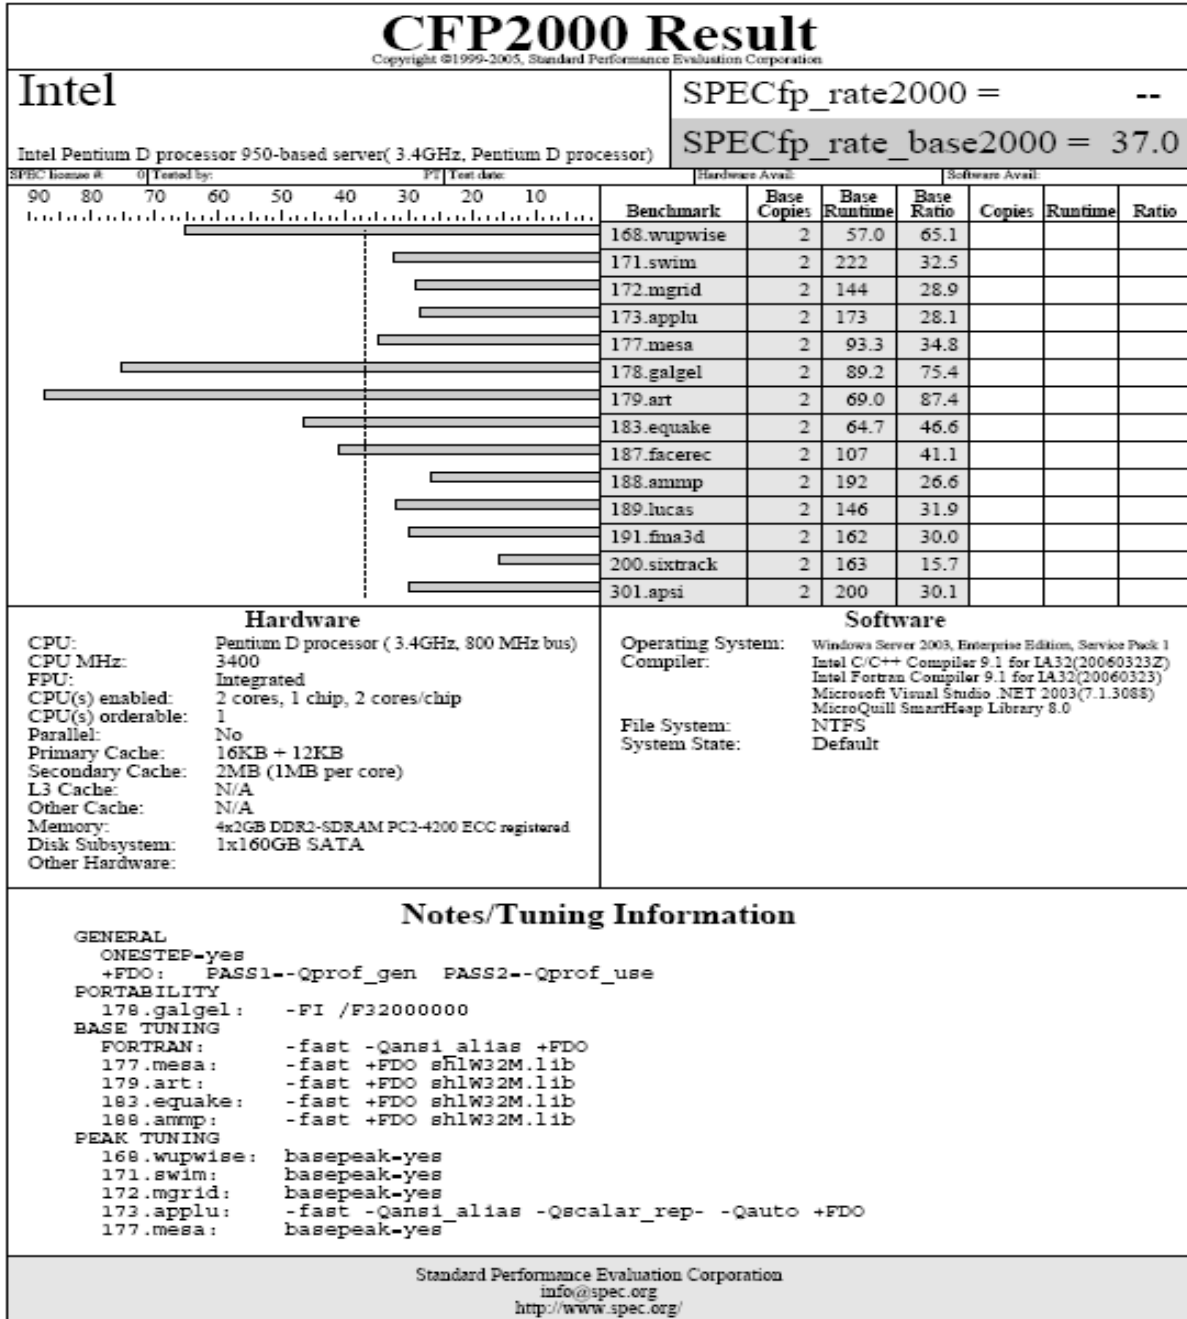 CFP2000 Result
Copyright ©1999-2005, Standard Performance Evaluation Corporation
Intel
Intel Pentium D processor 950-based server( 3.4GHz, Pentium D processor)
SPECfp_rate2000 = --
SPECfp_rate_base2000 = 37.0
SPEC license #: 0 Tested by: PT Test date: Hardware Avail: Software Avail:
90 80 70 60 50 40 30 20 10
Benchmark Base Copies Base Runtime Base Ratio Copies Runtime Ratio
168.wupwise 2 57.0 65.1
171.swim 2 222 32.5
172.mgrid 2 144 28.9
173.applu 2 173 28.1
177.mesa 2 93.3 34.8
178.galgel 2 89.2 75.4
179.art 2 69.0 87.4
183.equake 2 64.7 46.6
187.facerec 2 107 41.1
188.ammp 2 192 26.6
189.lucas 2 146 31.9
191.fma3d 2 162 30.0
200.sixtrack 2 163 15.7
301.apsi 2 200 30.1
Hardware
CPU: Pentium D processor ( 3.4GHz, 800 MHz bus)
CPU MHz: 3400
FPU: Integrated
CPU(s) enabled: 2 cores, 1 chip, 2 cores/chip
CPU(s) orderable: 1
Parallel: No
Primary Cache: 16KB + 12KB
Secondary Cache: 2MB (1MB per core)
L3 Cache: N/A
Other Cache: N/A
Memory: 4x2GB DDR2-SDRAM PC2-4200 ECC registered
Disk Subsystem: 1x160GB SATA
Other Hardware:
Software
Operating System: Windows Server 2003, Enterprise Edition, Service Pack 1
Compiler: Intel C/C++ Compiler 9.1 for IA32(20060323Z)
Intel Fortran Compiler 9.1 for IA32(20060323)
Microsoft Visual Studio .NET 2003(7.1.3088)
MicroQuill SmartHeap Library 8.0
File System: NTFS
System State: Default
Notes/Tuning Information
GENERAL
ONESTEP=yes
+FDO: PASS1=-Qprof_gen PASS2=-Qprof_use
PORTABILITY
178.galgel: -FI /F32000000
BASE TUNING
FORTRAN: -fast -Qansi_alias +FDO
177.mesa: -fast +FDO shlW32M.lib
179.art: -fast +FDO shlW32M.lib
183.equake: -fast +FDO shlW32M.lib
188.ammp: -fast +FDO shlW32M.lib
PEAK TUNING
168.wupwise: basepeak=yes
171.swim: basepeak=yes
172.mgrid: basepeak=yes
173.applu: -fast -Qansi_alias -Qscalar_rep- -Qauto +FDO
177.mesa: basepeak=yes
Standard Performance Evaluation Corporation
info@spec.org
http://www.spec.org/